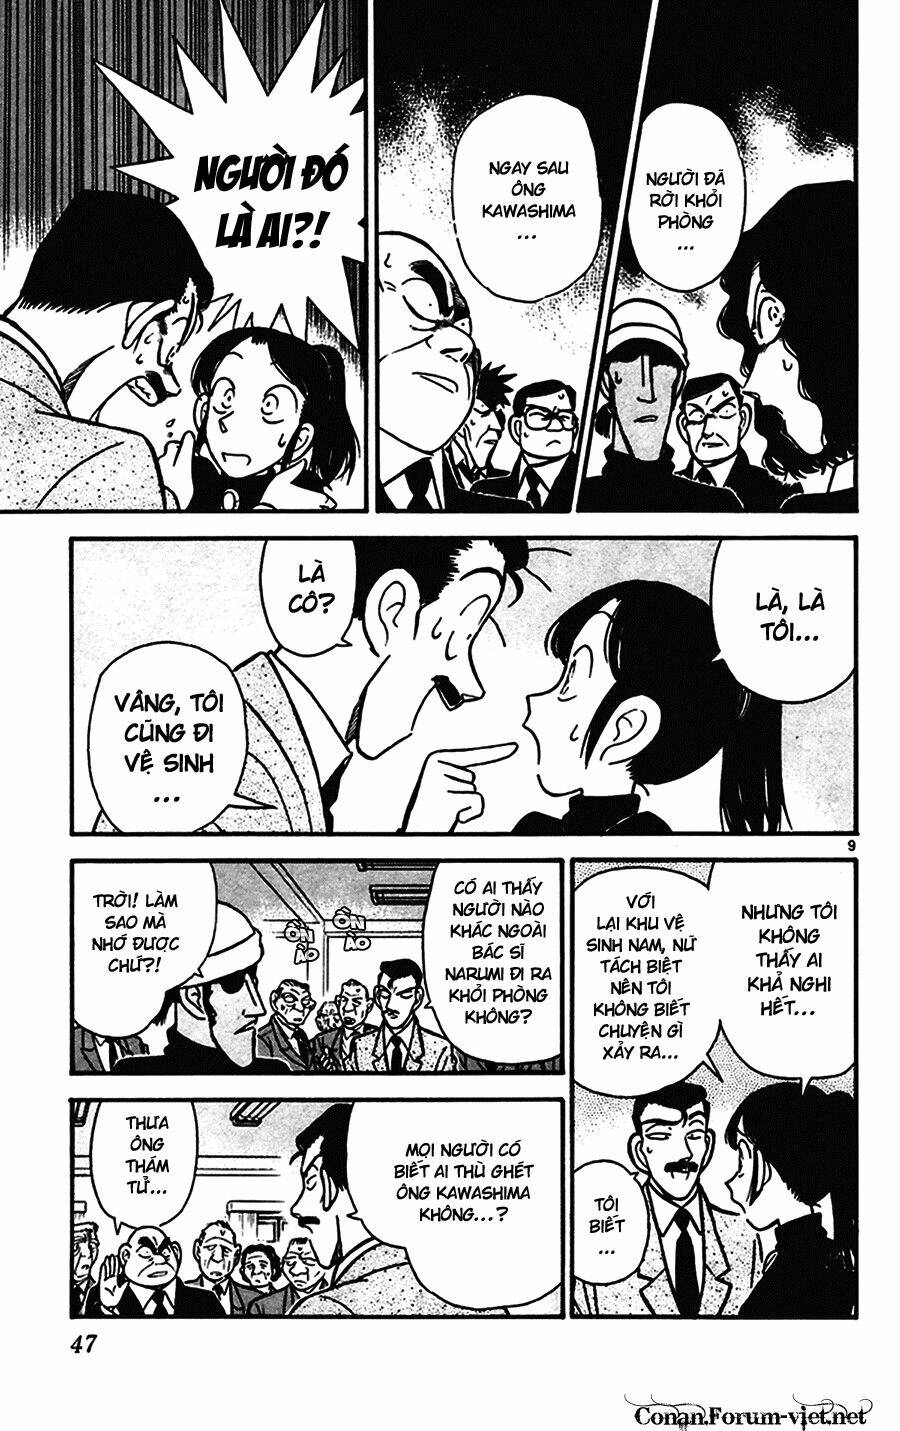 NGƯỜI ĐÃ
RỜI KHỎI
PHÒNG
...
NGAY SAU
ÔNG
KAWASHIMA
...
NGƯỜI ĐÓ
LÀ AI?!
LÀ, LÀ
TÔI...
LÀ
CÔ?
VÂNG, TÔI
CŨNG ĐI
VỆ SINH
...
9
NHƯNG TÔI
KHÔNG
THẤY AI
KHẢ NGHI
HẾT...
VỚI
LẠI KHU VỆ
SINH NAM, NỮ
TÁCH BIỆT
NÊN TÔI
KHÔNG BIẾT
CHUYỆN GÌ
XẢY RA...
TÔI
BIẾT
...
CÓ AI THẤY
NGƯỜI NÀO
KHÁC NGOÀI
BÁC SĨ
NARUMI ĐI RA
KHỎI PHÒNG
KHÔNG?
ỒN
ÀO
ỒN
ÀO
TRỜI! LÀM
SAO MÀ
NHỚ ĐƯỢC
CHỨ?!
MỌI NGƯỜI CÓ
BIẾT AI THÙ GHÉT
ÔNG KAWASHIMA
KHÔNG...?
THƯA
ÔNG
THÁM
TỬ...
47
Conan.Forum-viet.net